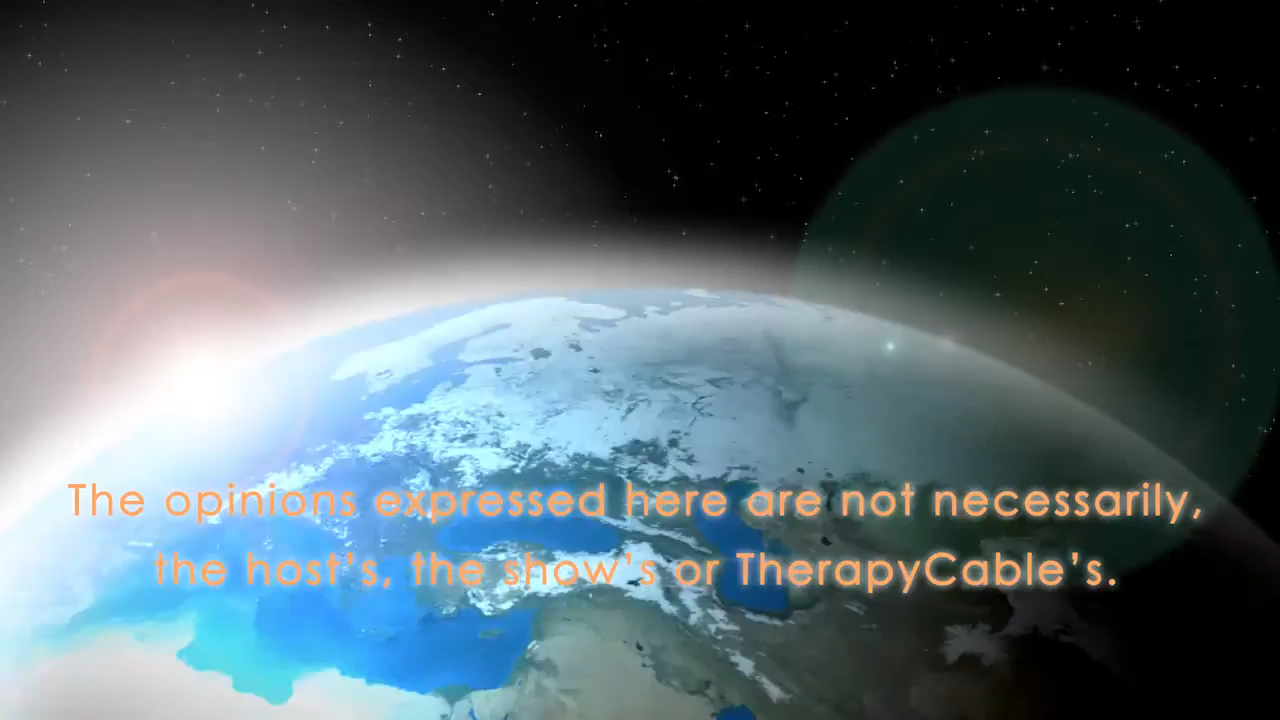 The opinions expressed here are not necessarily,
the host's, the show's or TherapyCable's.